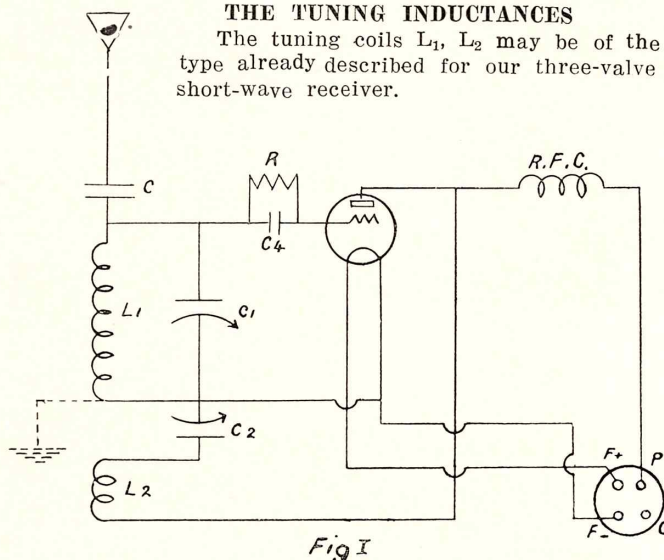 THE TUNING INDUCTANCES
The tuning coils L₁, L₂ may be of the
type already described for our three-valve
short-wave receiver.
R
R.F.C.
C
C4
L1
C1
C2
F+
P
L2
F-
G
Fig I